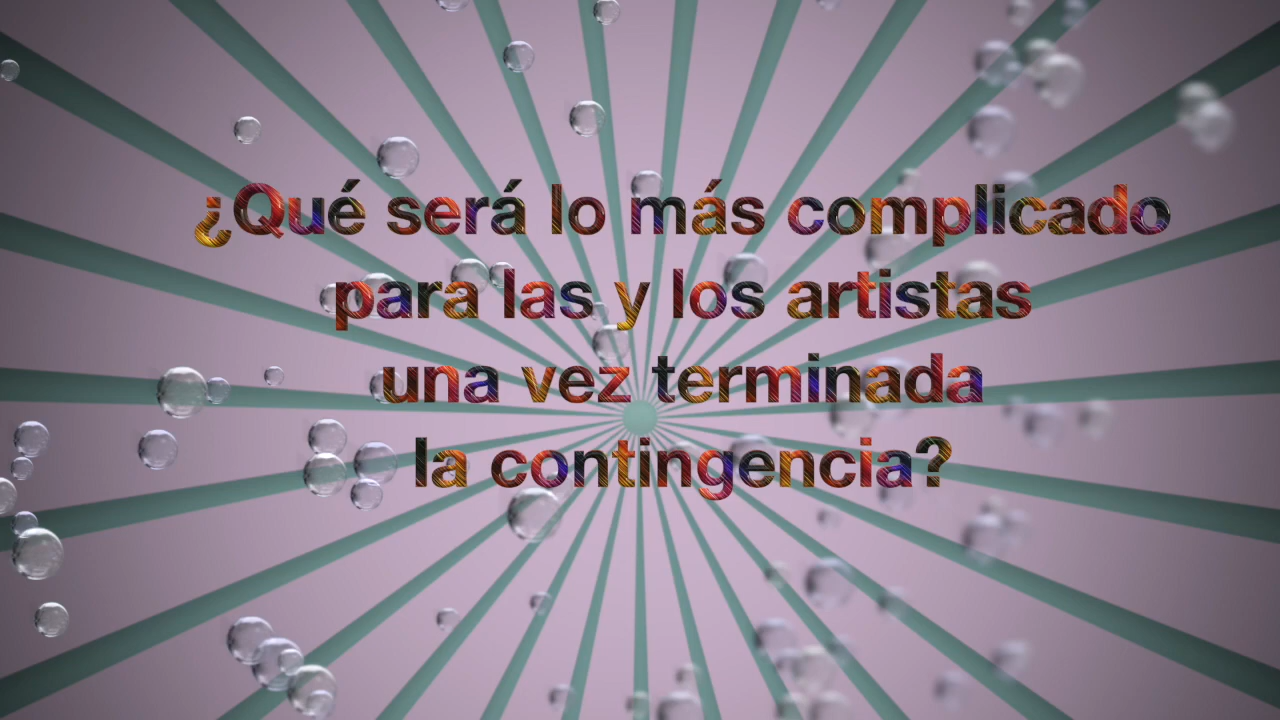 ¿Qué será lo más complicado
para las y los artistas
una vez terminada
la contingencia?